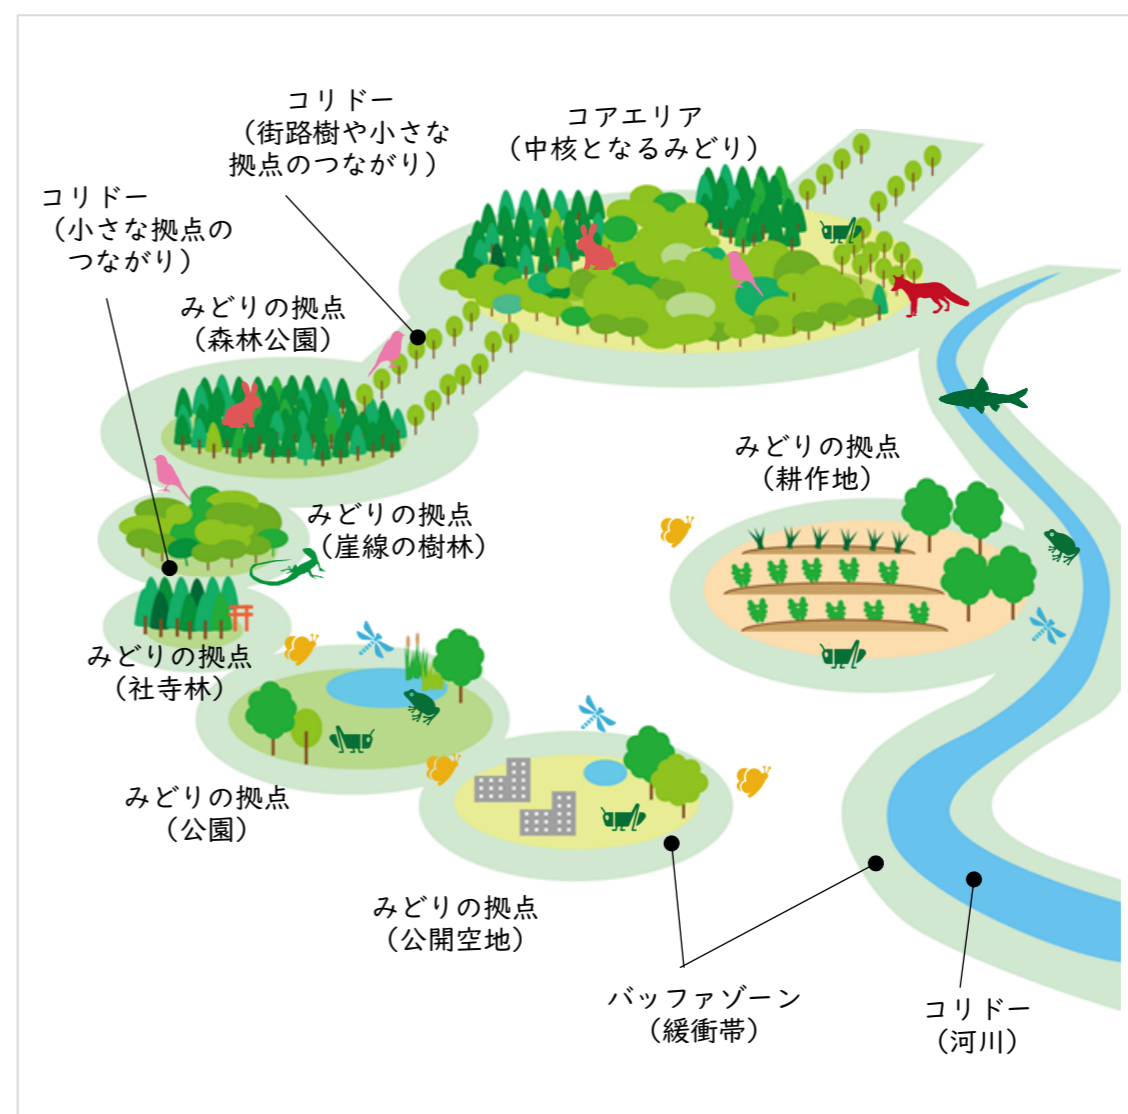 コリドー
（街路樹や小さな
拠点のつながり）
コアエリア
（中核となるみどり）
コリドー
（小さな拠点の
つながり）
みどりの拠点
（森林公園）
みどりの拠点
（耕作地）
みどりの拠点
（崖線の樹林）
みどりの拠点
（社寺林）
みどりの拠点
（公園）
みどりの拠点
（公開空地）
バッファゾーン
（緩衝帯）
コリドー
（河川）